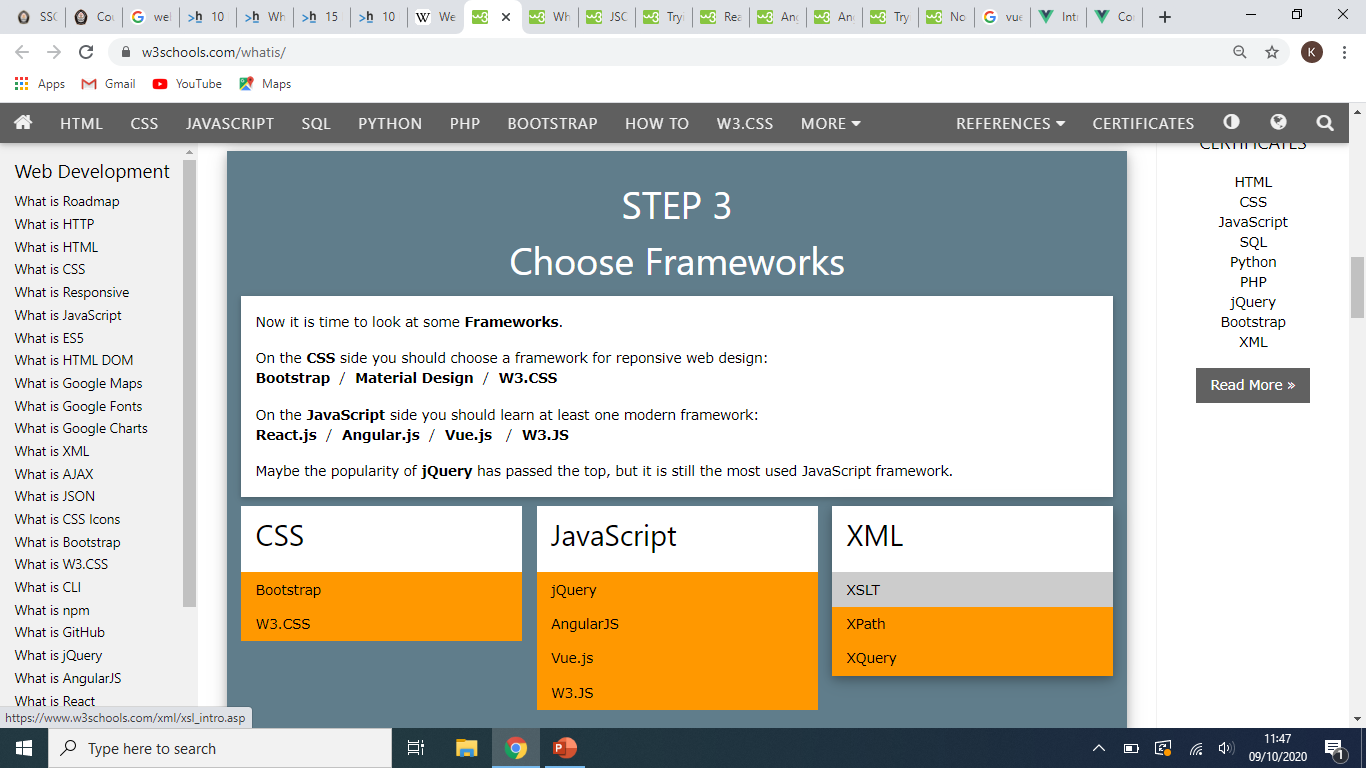 SSC
Cou
wel
10
Wh
15
10
We
Wh
JSC
Try
Rea
Ang
An
Try
No
vue
Int
Co
w3schools.com/whatis/
K
Apps
Gmail
YouTube
Maps
HTML
CSS
JAVASCRIPT
SQL
PYTHON
PHP
BOOTSTRAP
HOW TO
W3.CSS
MORE
REFERENCES
CERTIFICATES
Web Development
What is Roadmap
What is HTTP
What is HTML
What is CSS
What is Responsive
What is JavaScript
What is ES5
What is HTML DOM
What is Google Maps
What is Google Fonts
What is Google Charts
What is XML
What is AJAX
What is JSON
What is CSS Icons
What is Bootstrap
What is W3.CSS
What is CLI
What is npm
What is GitHub
What is jQuery
What is AngularJS
What is React
STEP 3
Choose Frameworks
Now it is time to look at some Frameworks.
On the CSS side you should choose a framework for reponsive web design:
Bootstrap / Material Design / W3.CSS
On the JavaScript side you should learn at least one modern framework:
React.js / Angular.js / Vue.js / W3.JS
Maybe the popularity of jQuery has passed the top, but it is still the most used JavaScript framework.
CSS
Bootstrap
W3.CSS
JavaScript
jQuery
AngularJS
Vue.js
W3.JS
XML
XSLT
XPath
XQuery
CERTIFICATES
HTML
CSS
JavaScript
SQL
Python
PHP
jQuery
Bootstrap
XML
Read More »
https://www.w3schools.com/xml/xsl_intro.asp
Type here to search
11:47
09/10/2020
1